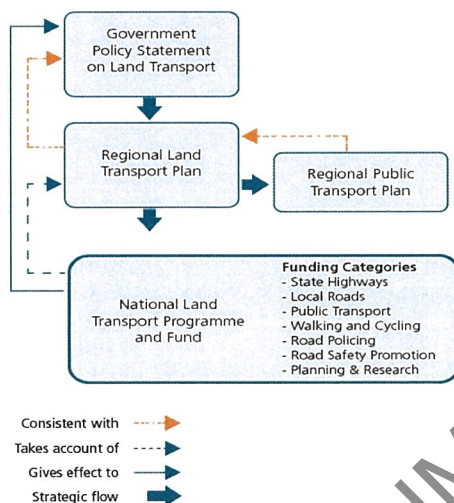 Government
Policy Statement
on Land Transport
Regional Land
Transport Plan
Regional Public
Transport Plan
National Land
Transport Programme
and Fund
Funding Categories
- State Highways
- Local Roads
- Public Transport
- Walking and Cycling
- Road Policing
- Road Safety Promotion
- Planning & Research
Consistent with
Takes account of
Gives effect to
Strategic flow